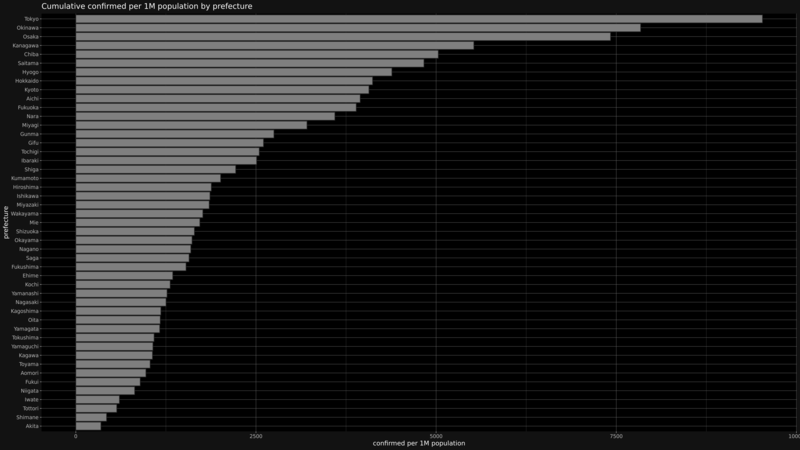 Cumulative confirmed per 1M population by prefecture
Tokyo
Okinawa
Osaka
Kanagawa
Chiba
Saitama
Hyogo
Hokkaido
Kyoto
Aichi
Fukuoka
Nara
Miyagi
Gunma
Gifu
Tochigi
Ibaraki
Shiga
Kumamoto
Hiroshima
Ishikawa
Miyazaki
Wakayama
Mie
Shizuoka
Okayama
Nagano
Saga
Fukushima
Ehime
Kochi
Yamanashi
Nagasaki
Kagoshima
Oita
Yamagata
Tokushima
Yamaguchi
Kagawa
Toyama
Aomori
Fukui
Niigata
Iwate
Tottori
Shimane
Akita
prefecture
0 2500 5000 7500 10000
confirmed per 1M population